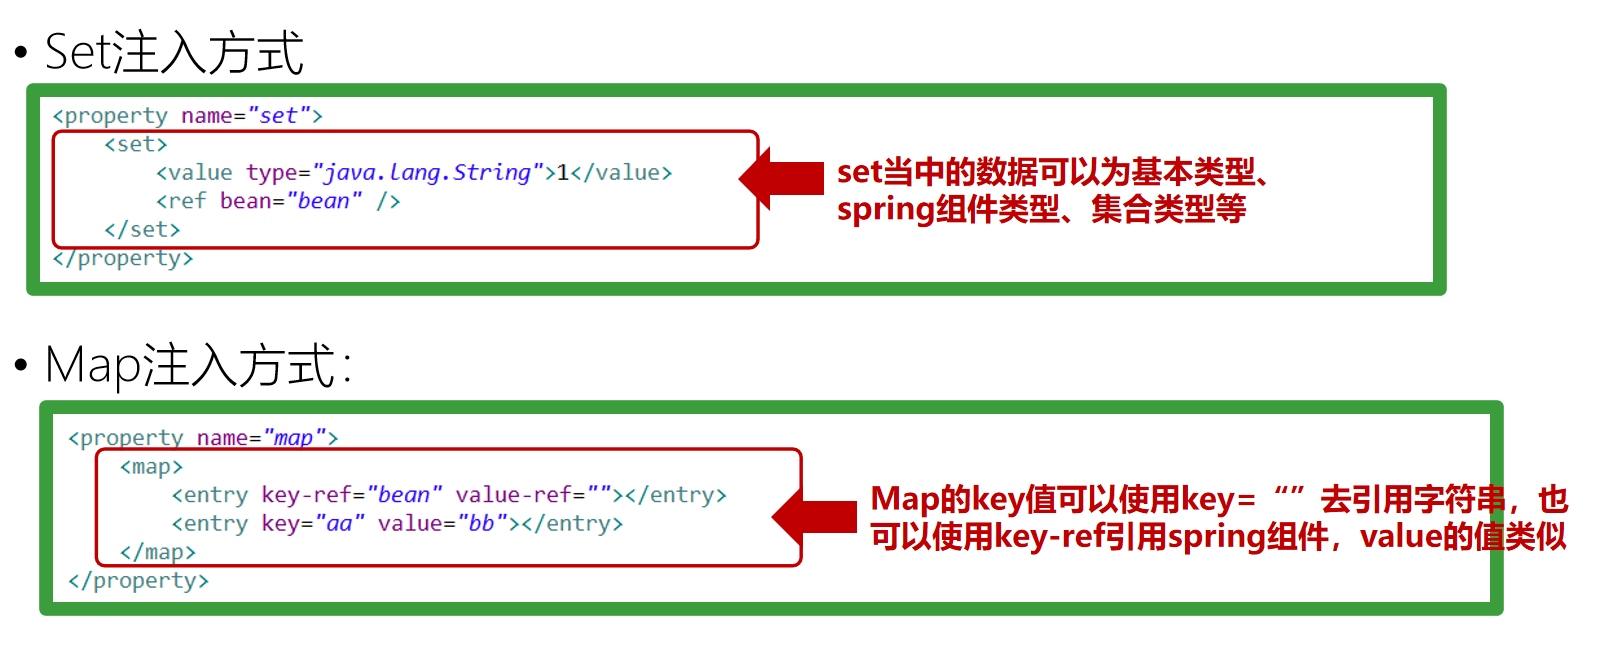 • Set注入方式
<property name="set">
<set>
<value type="java.lang.String">1</value>
<ref bean="bean" />
</set>
</property>
set当中的数据可以为基本类型、
spring组件类型、集合类型等
• Map注入方式：
<property name="map">
<map>
<entry key-ref="bean" value-ref=""></entry>
<entry key="aa" value="bb"></entry>
</map>
</property>
Map的key值可以使用key=“”去引用字符串，也
可以使用key-ref引用spring组件，value的值类似